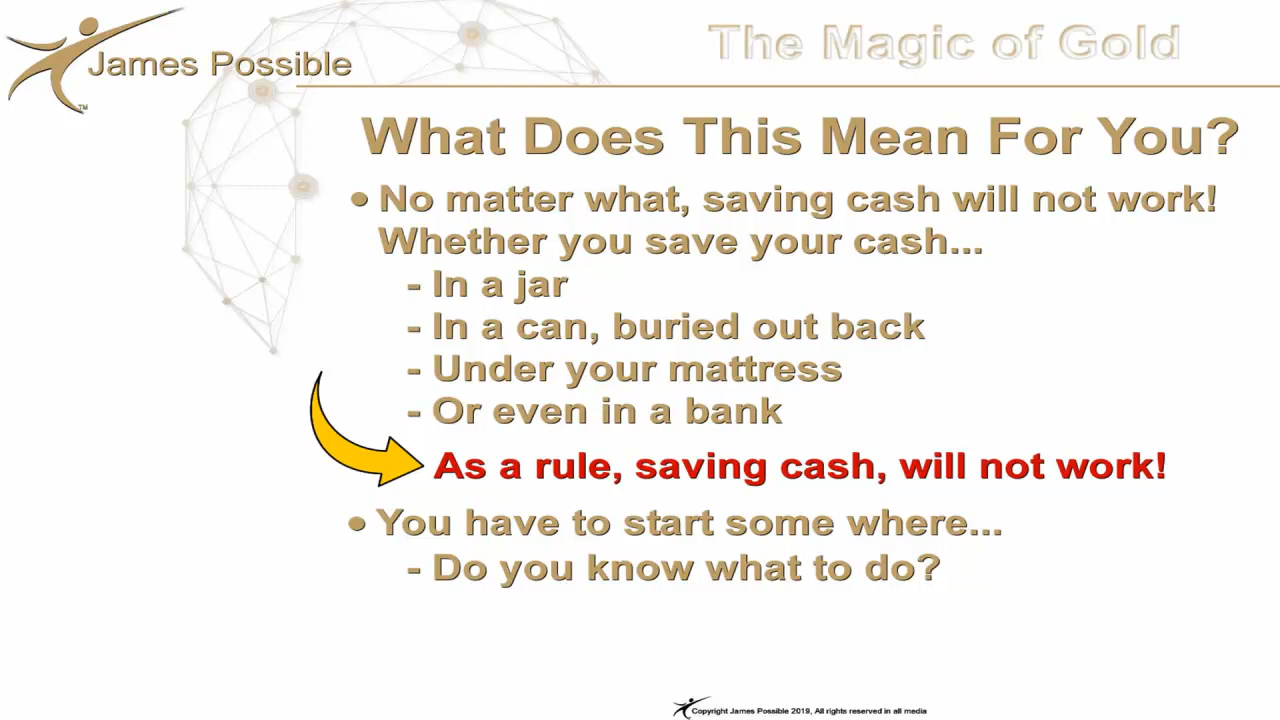 James Possible
TM
The Magic of Gold
What Does This Mean For You?
• No matter what, saving cash will not work!
Whether you save your cash...
- In a jar
- In a can, buried out back
- Under your mattress
- Or even in a bank
As a rule, saving cash, will not work!
• You have to start some where...
- Do you know what to do?
Copyright James Possible 2019, All rights reserved in all media